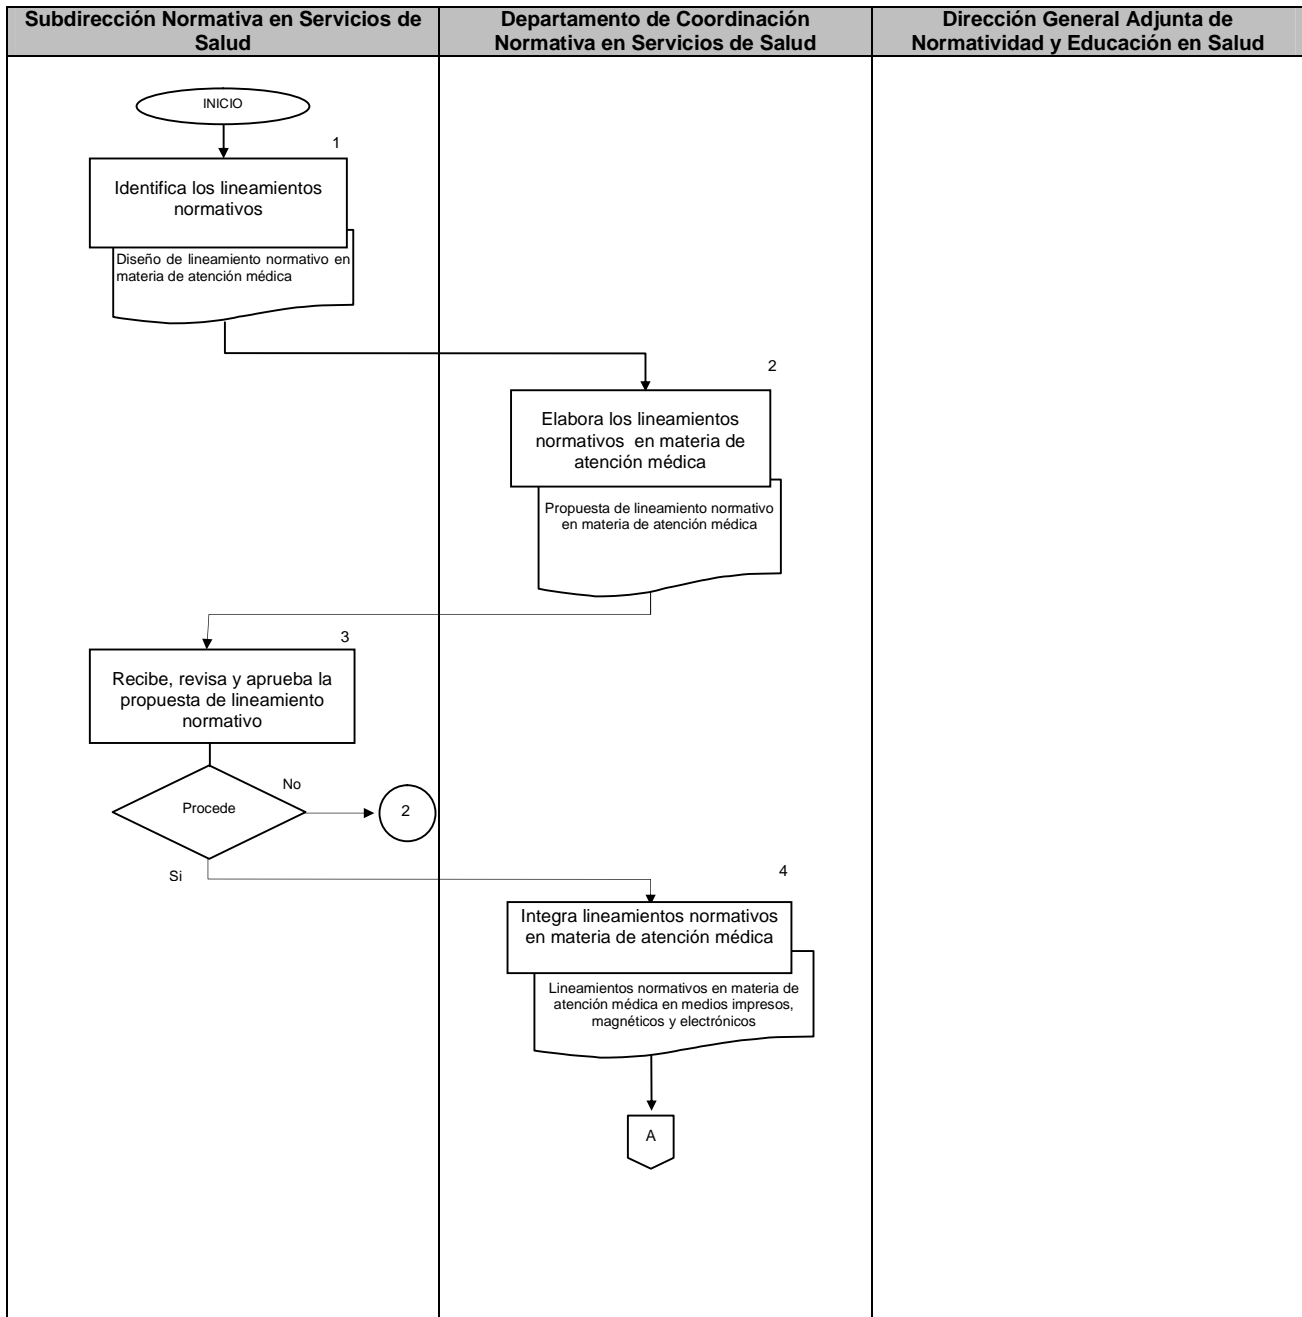 Subdirección Normativa en Servicios de
Salud
Departamento de Coordinación
Normativa en Servicios de Salud
Dirección General Adjunta de
Normatividad y Educación en Salud
INICIO
1
Identifica los lineamientos
normativos
Diseño de lineamiento normativo en
materia de atención médica
2
Elabora los lineamientos
normativos en materia de
atención médica
Propuesta de lineamiento normativo
en materia de atención médica
3
Recibe, revisa y aprueba la
propuesta de lineamiento
normativo
No
Procede
2
Si
4
Integra lineamientos normativos
en materia de atención médica
Lineamientos normativos en materia de
atención médica en medios impresos,
magnéticos y electrónicos
A